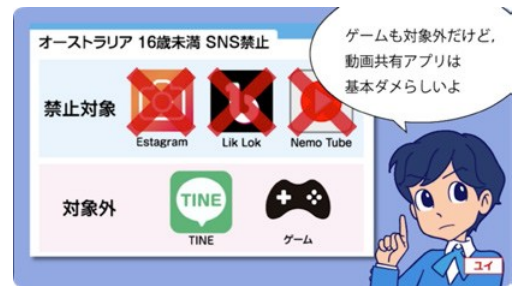 オーストラリア 16歳未満 SNS禁止
ゲームも対象外だけど,
動画共有アプリは
基本ダメらしいよ
禁止対象
Estagram
Lik Lok
Nemo Tube
対象外
TINE
TINE
ゲーム
ユイ